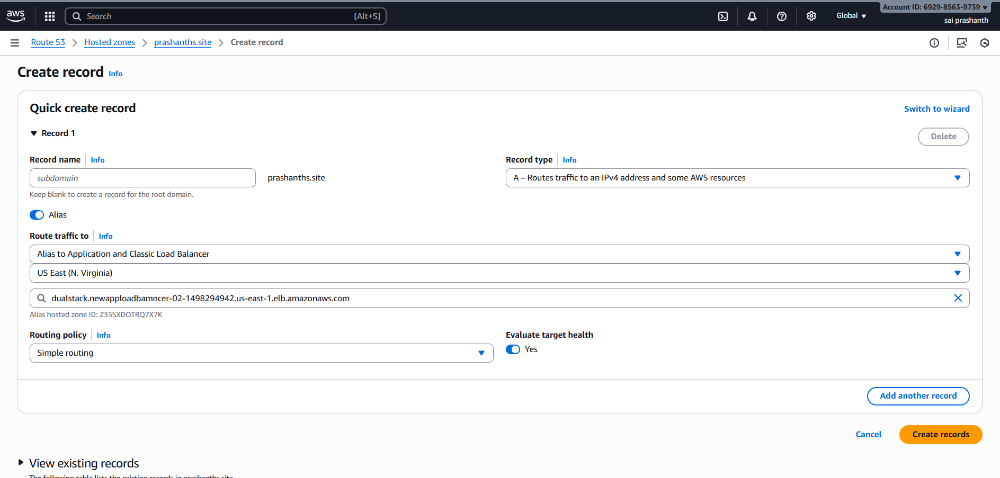 aws
Search [Alt+S]
Global
Account ID: 6929-8563-9739
sai prashanth
Route 53
Hosted zones
prashanths.site
Create record
Create record Info
Quick create record
Switch to wizard
Record 1
Delete
Record name Info
Record type Info
subdomain
prashanths.site
A – Routes traffic to an IPv4 address and some AWS resources
Keep blank to create a record for the root domain.
Alias
Route traffic to Info
Alias to Application and Classic Load Balancer
US East (N. Virginia)
dualstack.newapploadbamncer-02-1498294942.us-east-1.elb.amazonaws.com
Alias hosted zone ID: Z35SXDOTRQ7X7K
Routing policy Info
Evaluate target health
Simple routing
Yes
Add another record
Cancel
Create records
View existing records
The following table lists the existing records in prashanths.site